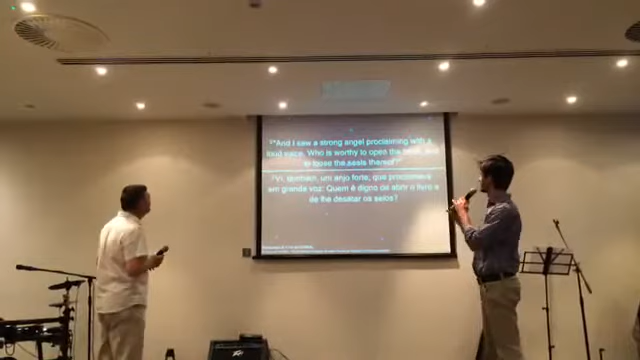 "And I saw a strong angel proclaiming with a
loud voice, Who is worthy to open the book, and
to loose the seals thereof?"
"Vi, também, um anjo forte, que proclamava
em grande voz: Quem é digno de abrir o livro e
de lhe desatar os selos?